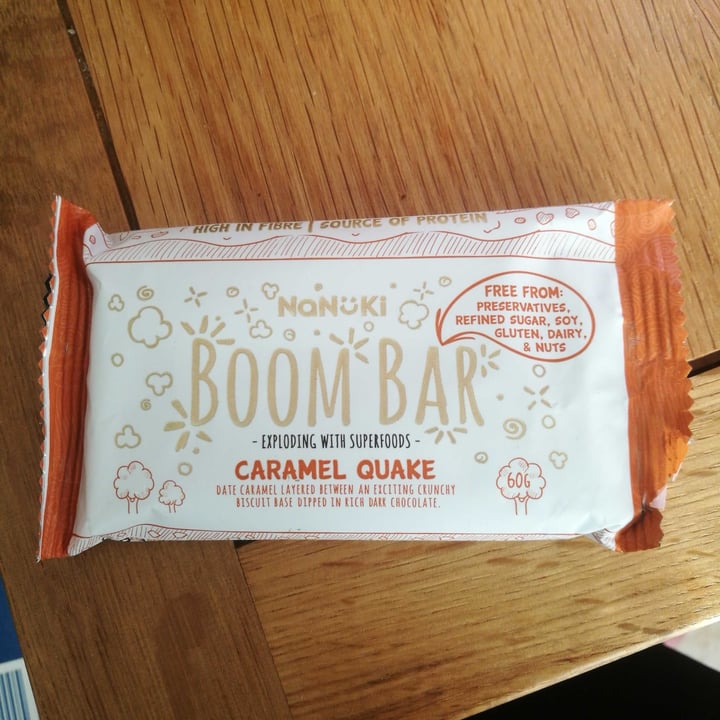 HIGH IN FIBRE | SOURCE OF PROTEIN
NaNüKi
BOOM BAR
- EXPLODING WITH SUPERFOODS -
CARAMEL QUAKE
DATE CARAMEL LAYERED BETWEEN AN EXCITING CRUNCHY
BISCUIT BASE DIPPED IN RICH DARK CHOCOLATE.
FREE FROM:
PRESERVATIVES,
REFINED SUGAR, SOY,
GLUTEN, DAIRY,
& NUTS
60G